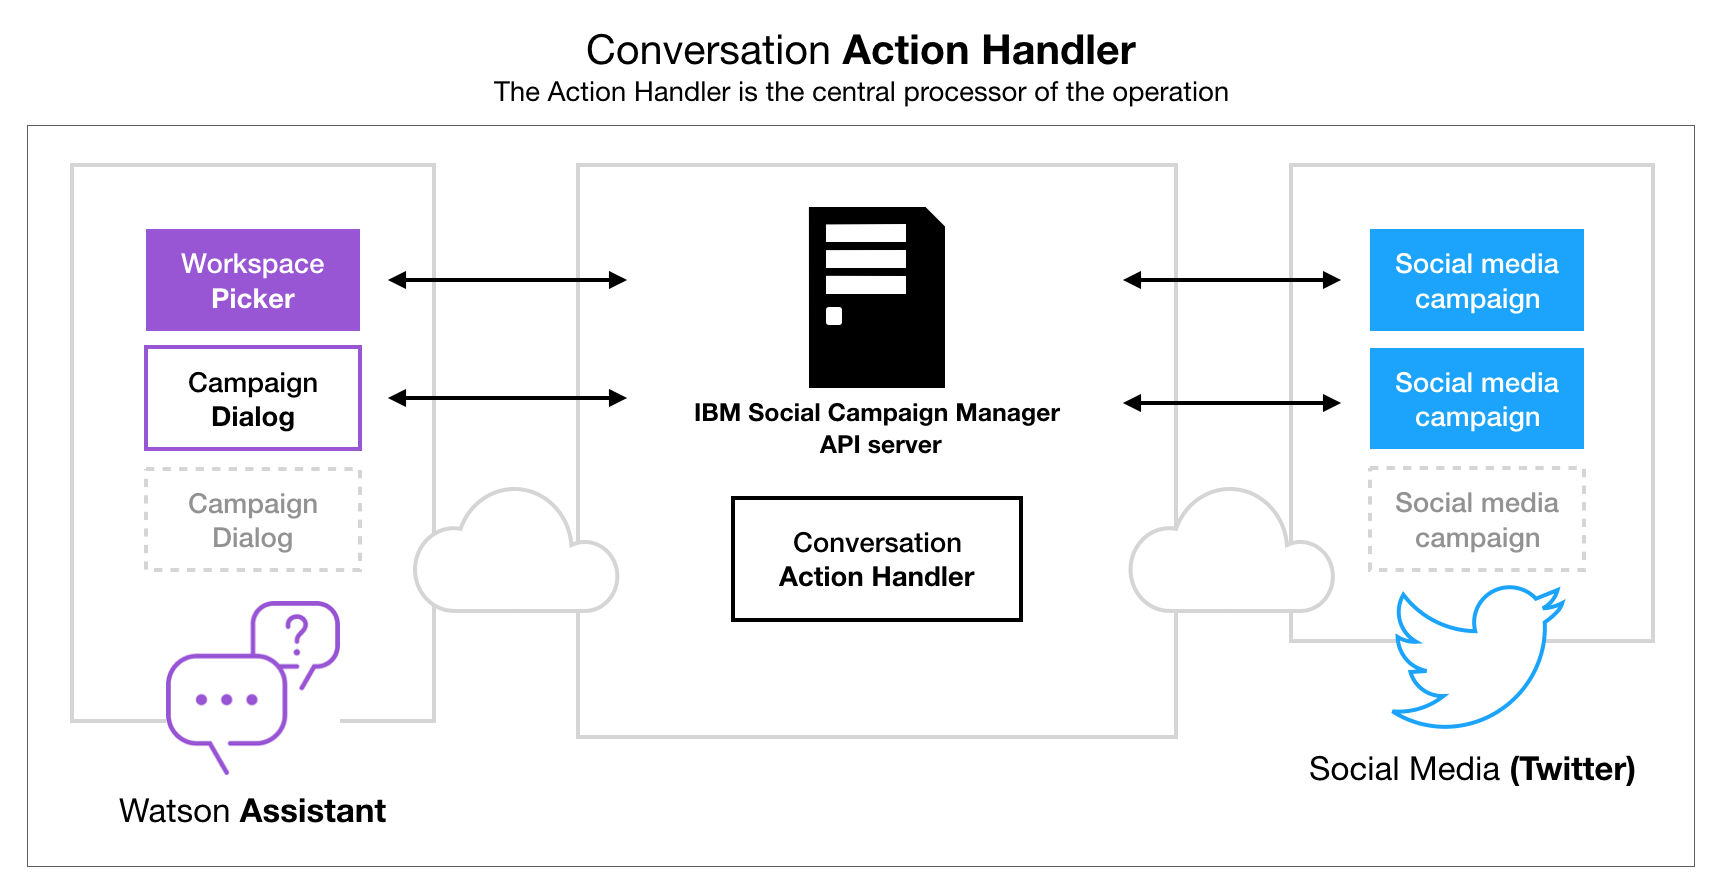 Conversation Action Handler
The Action Handler is the central processor of the operation
Workspace
Picker
Campaign
Dialog
Campaign
Dialog
?
Watson Assistant
IBM Social Campaign Manager
API server
Conversation
Action Handler
Social media
campaign
Social media
campaign
Social media
campaign
Social Media (Twitter)